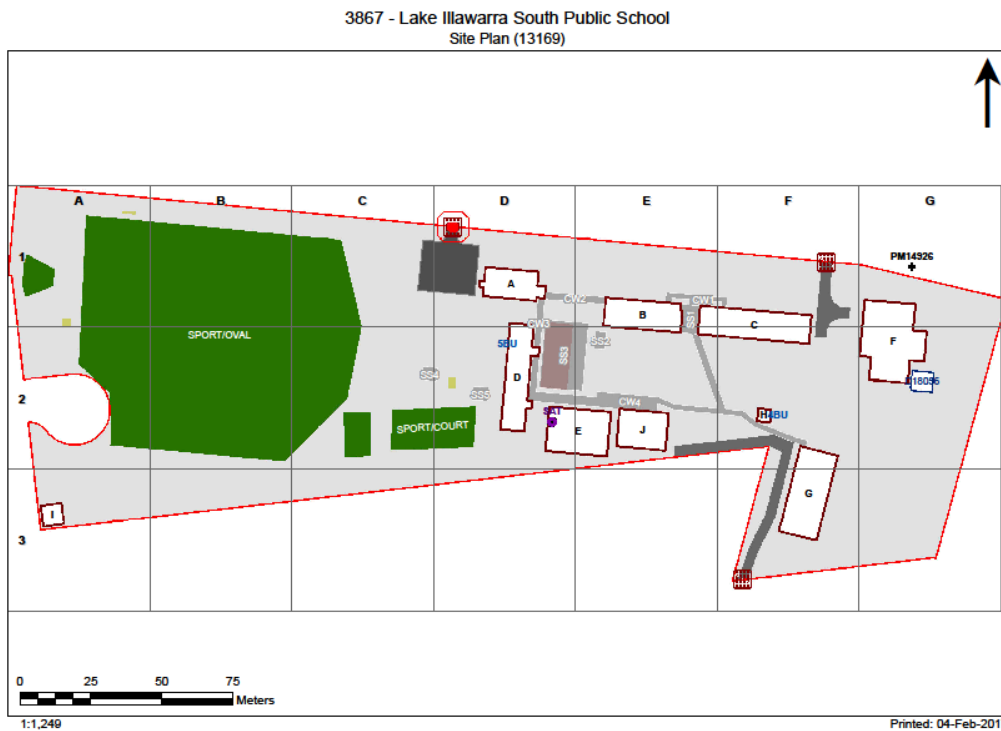 3867 - Lake Illawarra South Public School
Site Plan (13169)
A B C D E F G
1
PM14926
A
CW2
CW1
B
SS1
C
CW3
SPORT/OVAL
5BU
SS2
SS3
F
SS4
D
2
SS5
CW4
SAT
H4BU
SPORT/COURT
E
J
G
I
3
0 25 50 75
Meters
1:1,249
Printed: 04-Feb-201